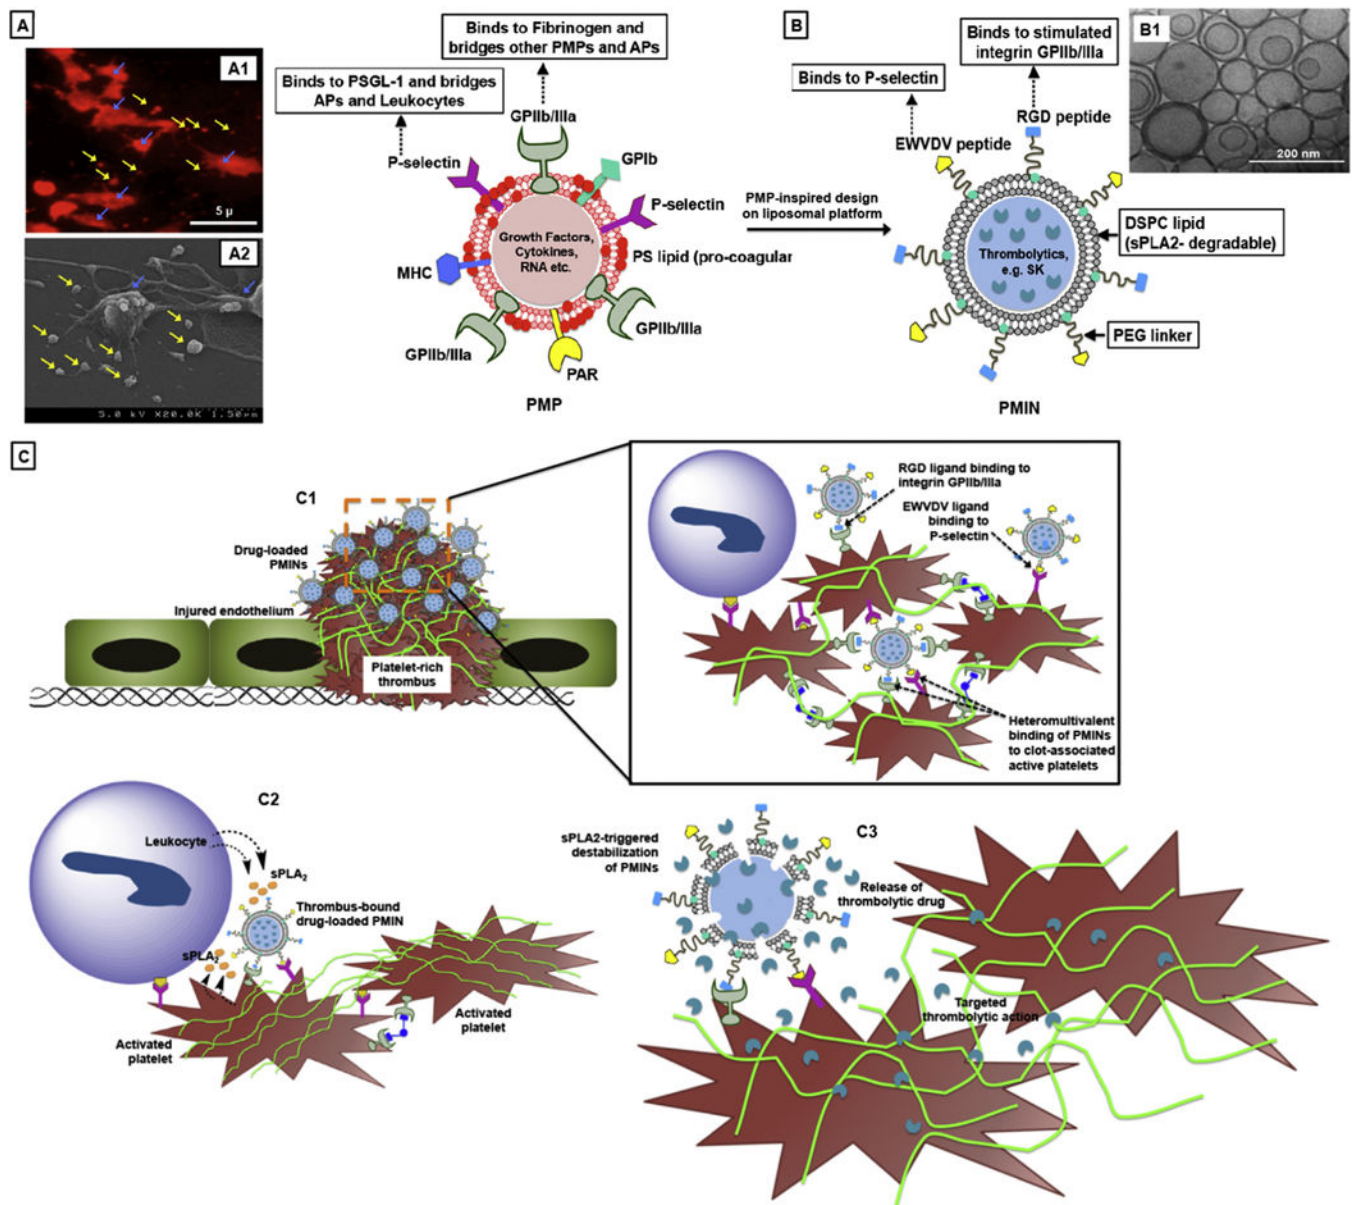 A
A1
5 μ
A2
5.0 kV X20.0K 1.50μm
Binds to Fibrinogen and
bridges other PMPs and APs
Binds to PSGL-1 and bridges
APs and Leukocytes
GPIIb/IIIa
P-selectin
GPIb
P-selectin
Growth Factors,
Cytokines,
RNA etc.
MHC
PS lipid (pro-coagular
GPIIb/IIIa
GPIIb/IIIa
PAR
PMP
PMP-inspired design
on liposomal platform
B
Binds to stimulated
integrin GPIIb/IIIa
Binds to P-selectin
RGD peptide
EWVDV peptide
B1
200 nm
DSPC lipid
(sPLA2- degradable)
Thrombolytics,
e.g. SK
PEG linker
PMIN
C
C1
Drug-loaded
PMINs
Injured endothelium
Platelet-rich
thrombus
RGD ligand binding to
integrin GPIIb/IIIa
EWVDV ligand
binding to
P-selectin
Heteromultivalent
binding of PMINs
to clot-associated
active platelets
C2
Leukocyte
sPLA2
Thrombus-bound
drug-loaded PMIN
sPLA2
Activated
platelet
Activated
platelet
C3
sPLA2-triggered
destabilization
of PMINs
Release of
thrombolytic drug
Targeted
thrombolytic action